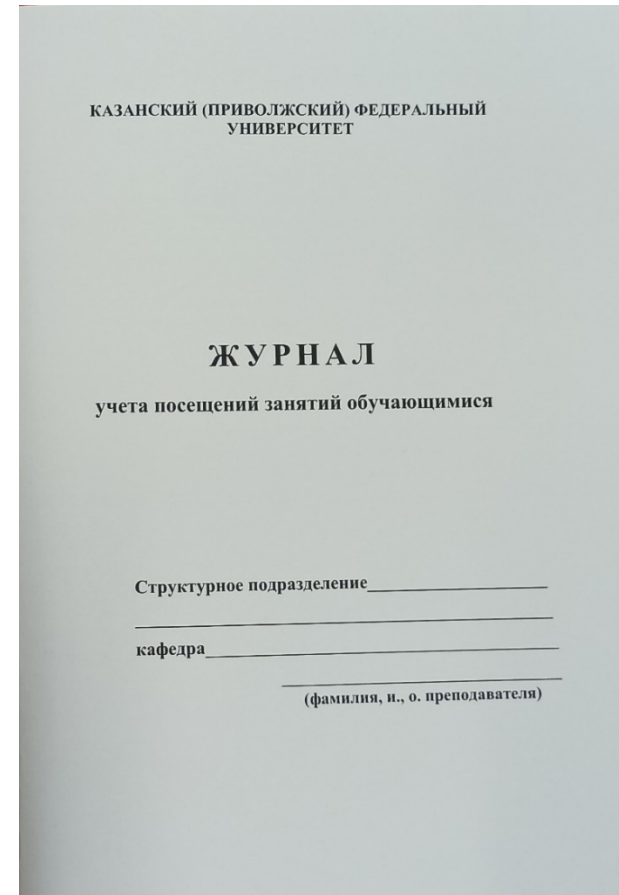 КАЗАНСКИЙ (ПРИВОЛЖСКИЙ) ФЕДЕРАЛЬНЫЙ
УНИВЕРСИТЕТ
ЖУРНАЛ
учета посещений занятий обучающимися
Структурное подразделение
кафедра
(фамилия, и., о. преподавателя)